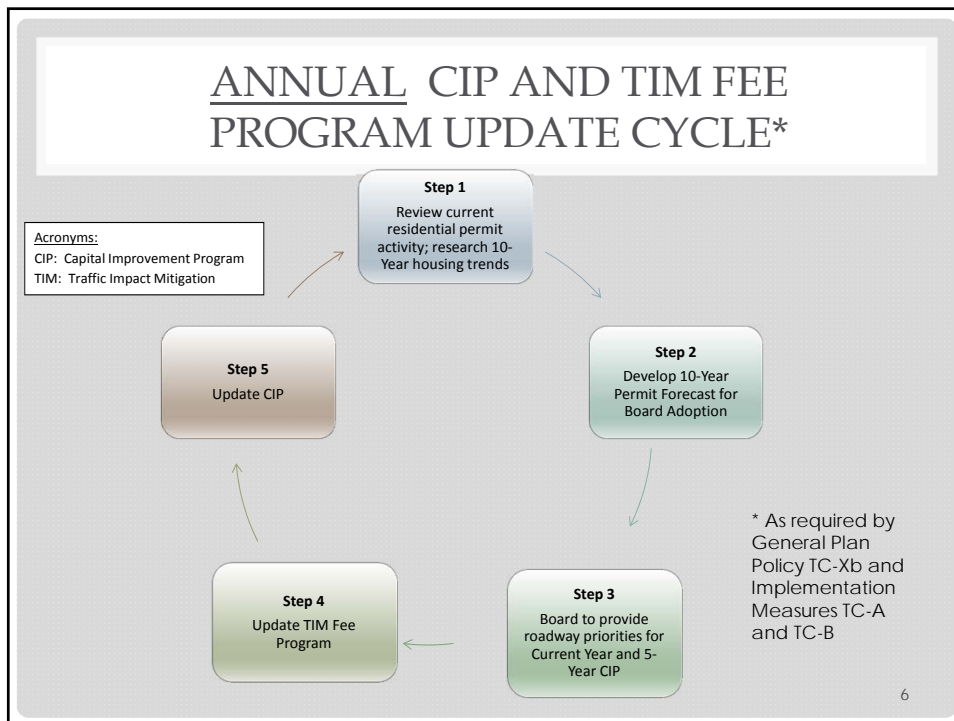 ANNUAL CIP AND TIM FEE
PROGRAM UPDATE CYCLE*
Acronyms:
CIP: Capital Improvement Program
TIM: Traffic Impact Mitigation
Step 1
Review current
residential permit
activity; research 10-
Year housing trends
Step 2
Develop 10-Year
Permit Forecast for
Board Adoption
Step 3
Board to provide
roadway priorities for
Current Year and 5-
Year CIP
Step 4
Update TIM Fee
Program
Step 5
Update CIP
* As required by
General Plan
Policy TC-Xb and
Implementation
Measures TC-A
and TC-B
6